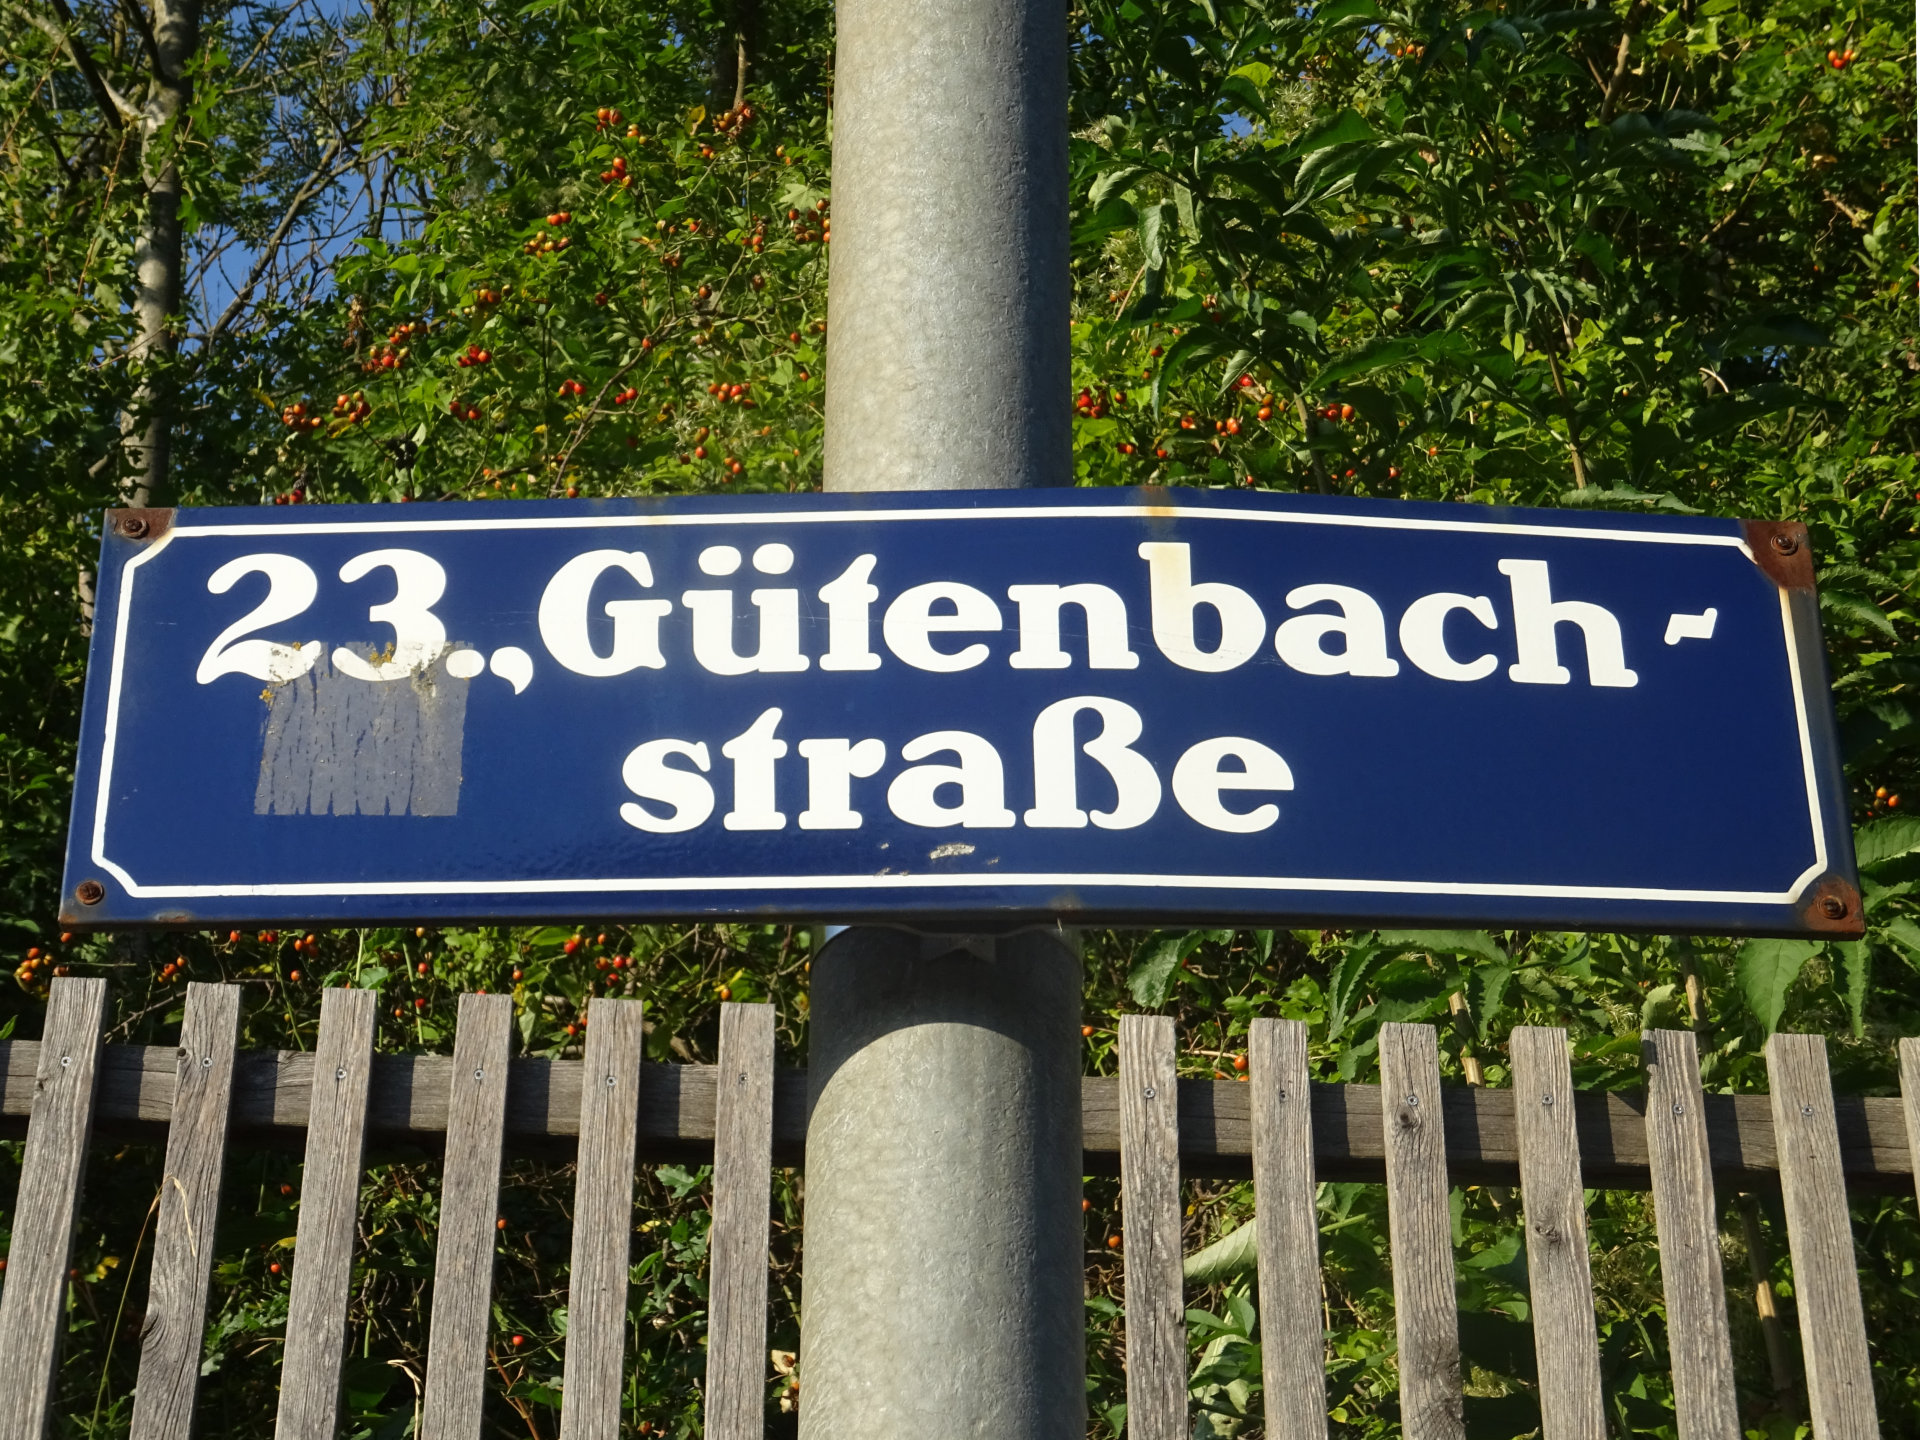 23., Gütenbach-
straße